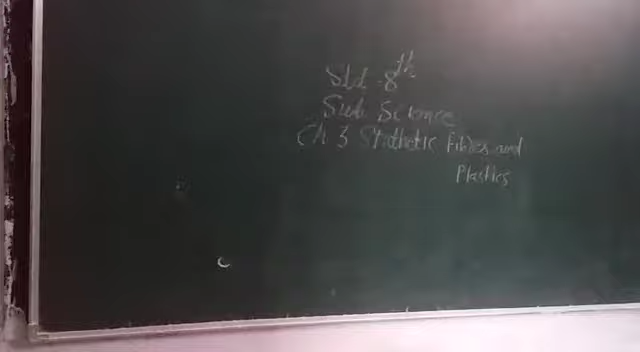 Std - 8th
Sub Science
Ch 3 Synthetic Fibres and
Plastics